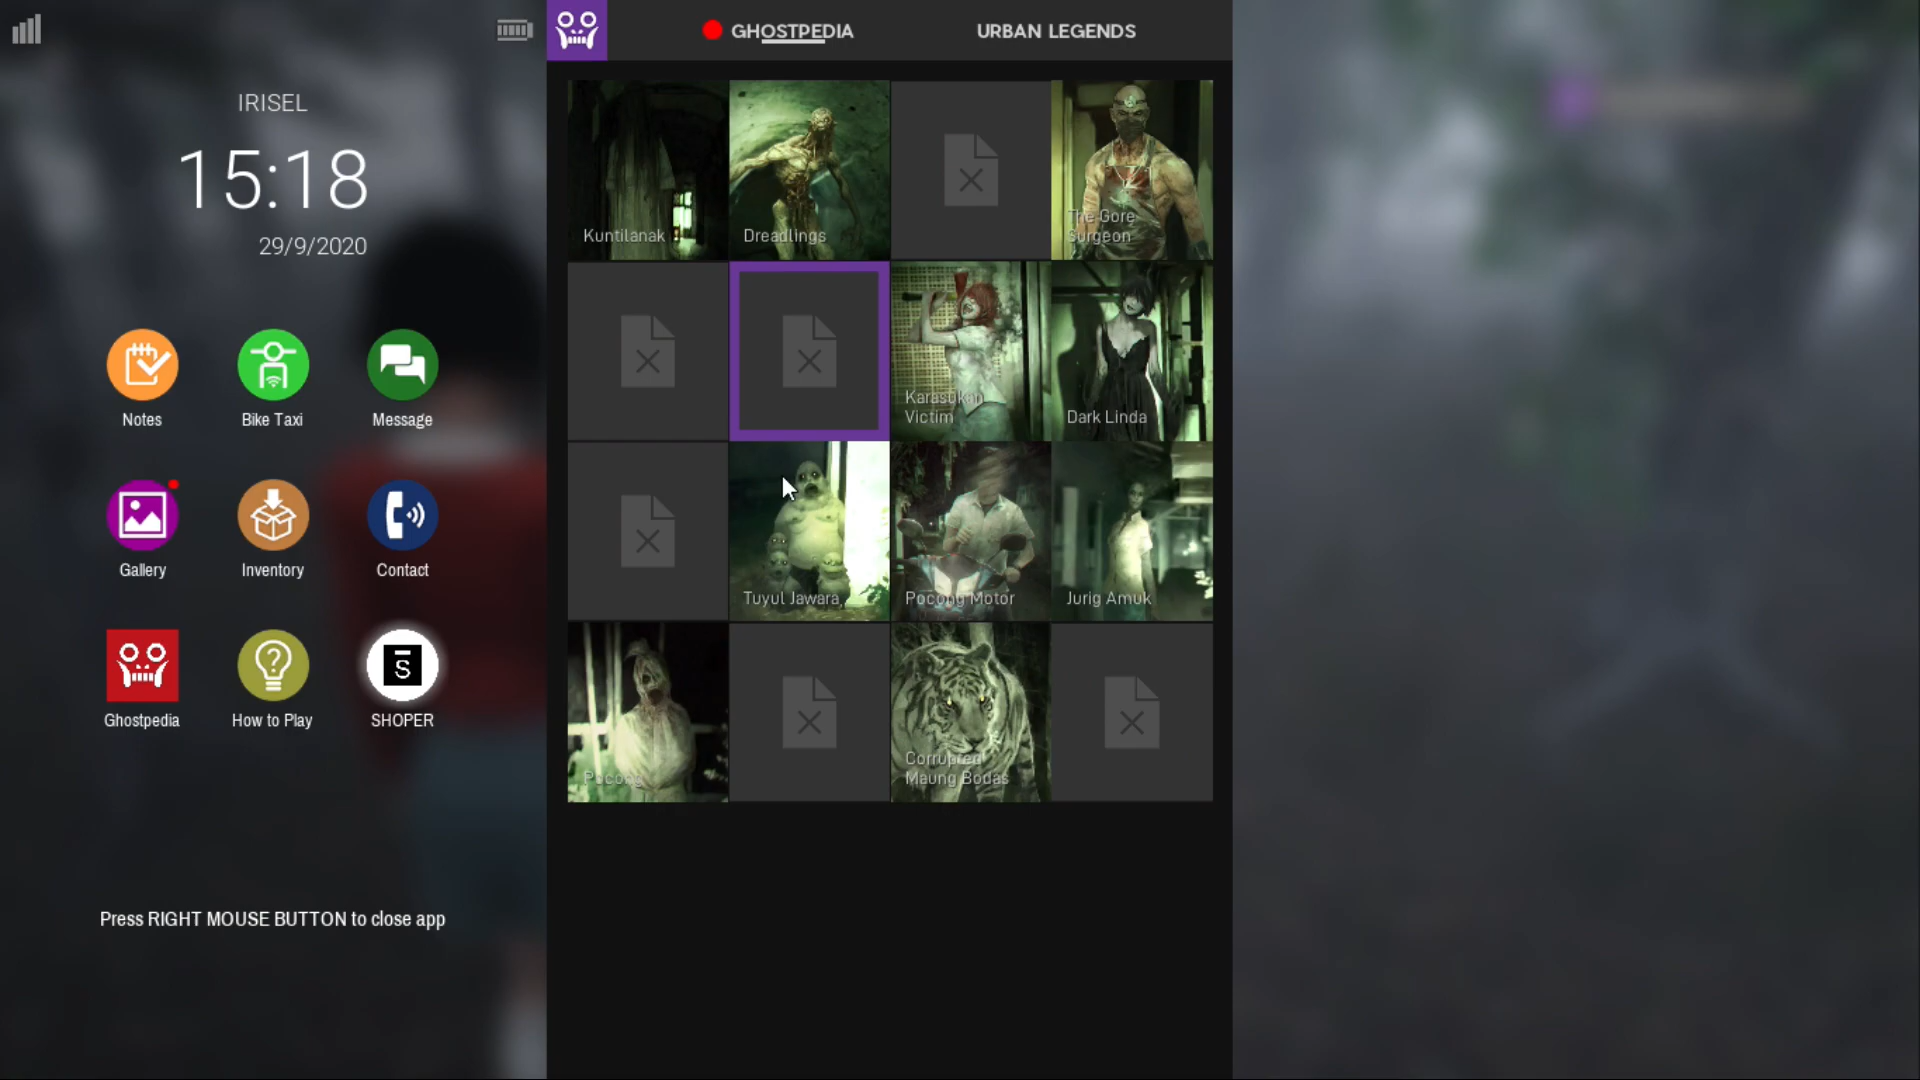 IRISEL
15:18
29/9/2020
Notes
Bike Taxi
Message
Gallery
Inventory
Contact
Ghostpedia
How to Play
S
SHOPER
Press RIGHT MOUSE BUTTON to close app
GHOSTPEDIA
URBAN LEGENDS
Kuntilanak
Dreadlings
The Gore
Surgeon
Karasukan
Victim
Dark Linda
Tuyul Jawara
Pocong Motor
Jurig Amuk
Pocong
Corrupted
Maung Bodas